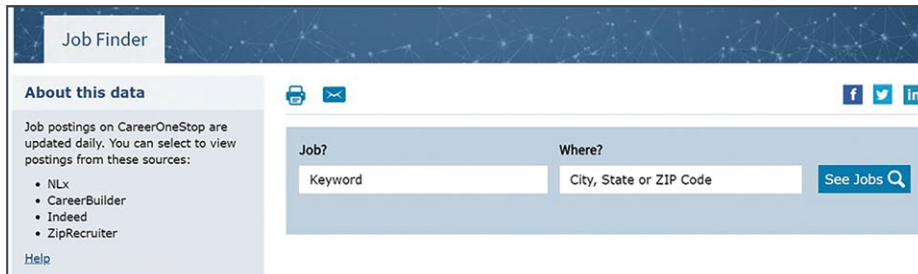 Job Finder
About this data
Job postings on CareerOneStop are
updated daily. You can select to view
postings from these sources:
• NLx
• CareerBuilder
• Indeed
• ZipRecruiter
Help
f
in
Job?
Where?
Keyword
City, State or ZIP Code
See Jobs